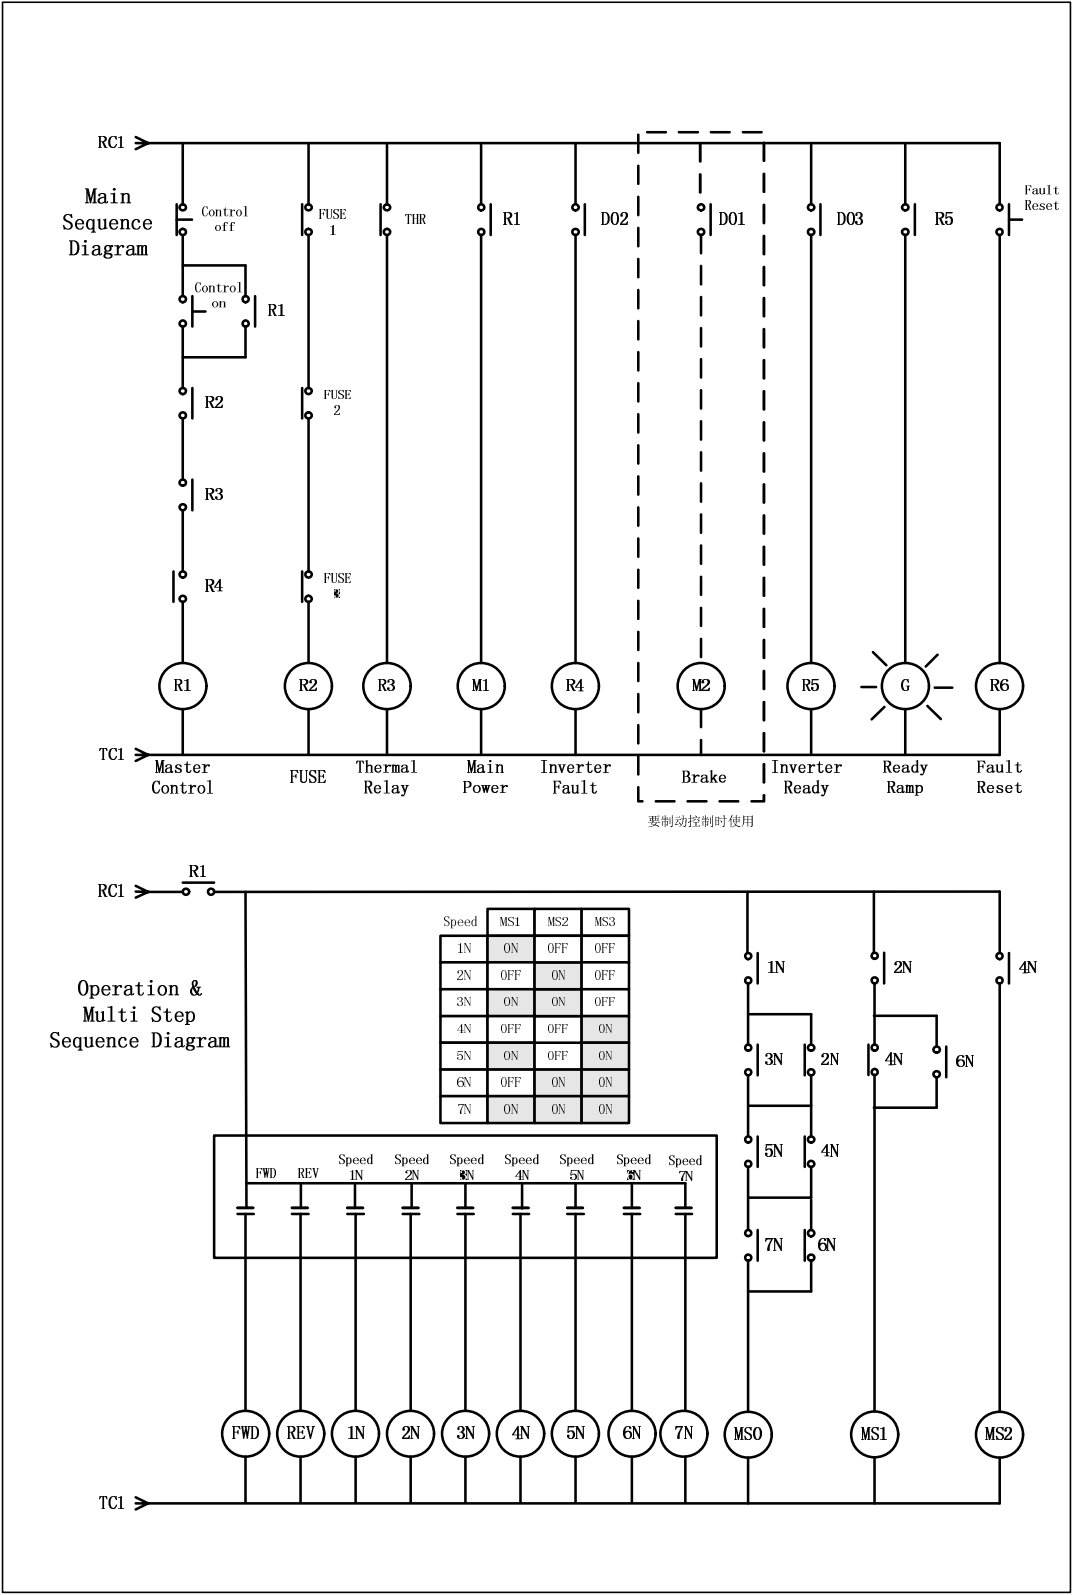 RC1
Main
Sequence
Diagram
Control
off
FUSE
1
THR
R1
DO2
DO1
DO3
R5
Fault
Reset
Control
on
R1
R2
FUSE
2
R3
R4
FUSE
R1
R2
R3
M1
R4
M2
R5
G
R6
TC1
Master
Control
FUSE
Thermal
Relay
Main
Power
Inverter
Fault
Brake
Inverter
Ready
Ready
Ramp
Fault
Reset
要制动控制时使用
RC1
R1
Operation &
Multi Step
Sequence Diagram
Speed MS1 MS2 MS3
1N ON OFF OFF
2N OFF ON OFF
3N ON ON OFF
4N OFF OFF ON
5N ON OFF ON
6N OFF ON ON
7N ON ON ON
1N
2N
4N
3N
2N
4N
6N
5N
4N
7N
6N
FWD
REV
Speed
1N
Speed
2N
Speed
N
Speed
4N
Speed
5N
Speed
N
Speed
7N
FWD
REV
1N
2N
3N
4N
5N
6N
7N
MS0
MS1
MS2
TC1